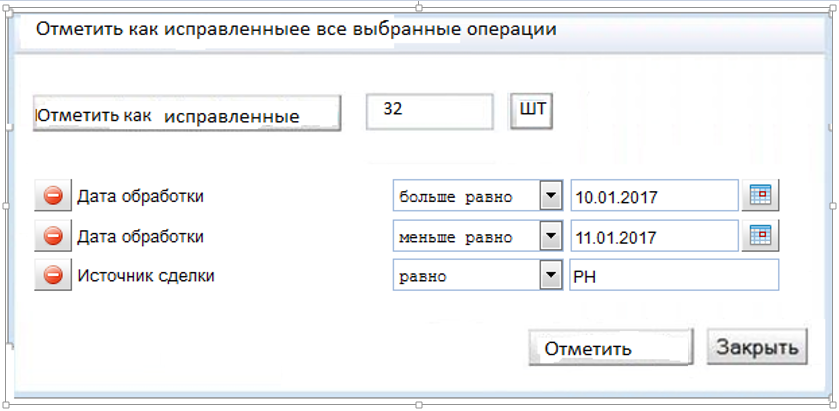 Отметить как исправленныее все выбранные операции
Отметить как исправленные 32 ШТ
Дата обработки больше равно 10.01.2017
Дата обработки меньше равно 11.01.2017
Источник сделки равно РН
Отметить Закрыть